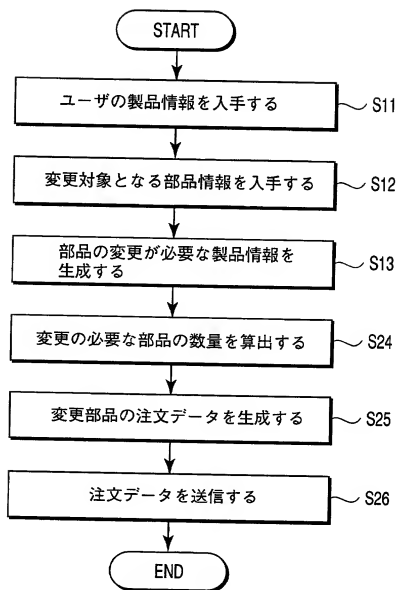 START
ユーザの製品情報を入手する
S11
変更対象となる部品情報を入手する
S12
部品の変更が必要な製品情報を
生成する
S13
変更の必要な部品の数量を算出する
S24
変更部品の注文データを生成する
S25
注文データを送信する
S26
END